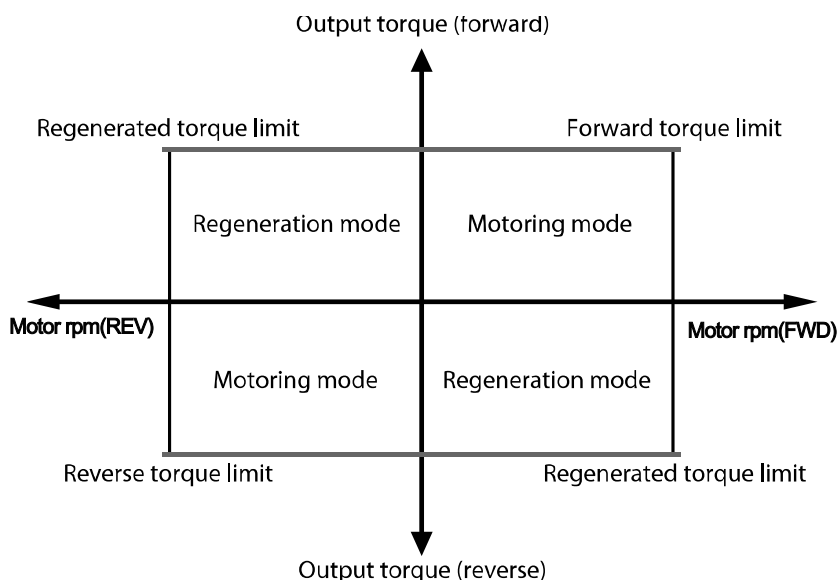 Output torque (forward)
Regenerated torque limit
Forward torque limit
Regeneration mode
Motoring mode
Motor rpm(REV)
Motor rpm(FWD)
Motoring mode
Regeneration mode
Reverse torque limit
Regenerated torque limit
Output torque (reverse)